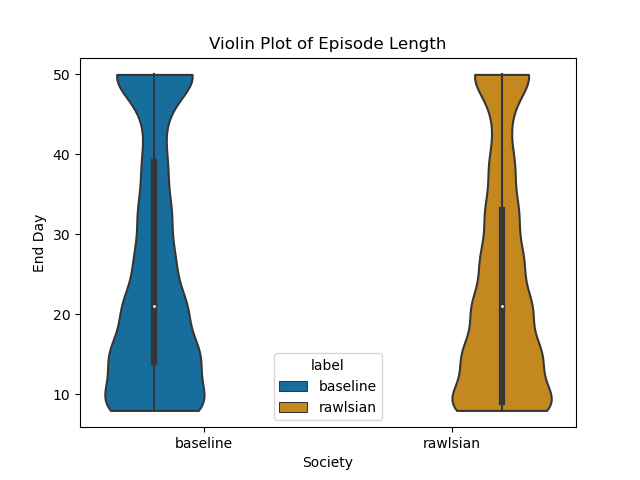 Violin Plot of Episode Length
50
40
30
20
10
End Day
label
baseline
rawlsian
baseline
rawlsian
Society